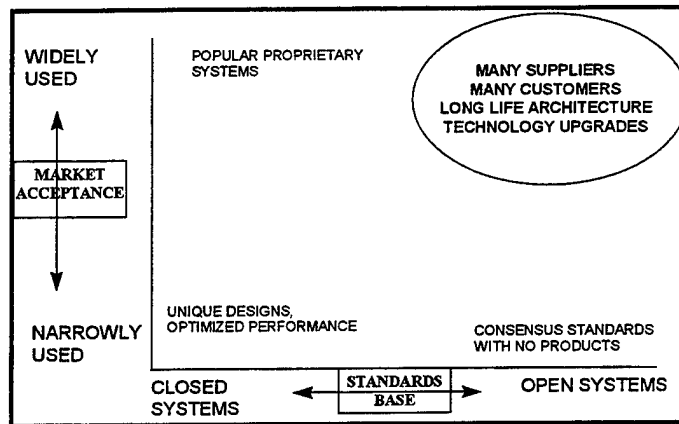 WIDELY
USED
POPULAR PROPRIETARY
SYSTEMS
MANY SUPPLIERS
MANY CUSTOMERS
LONG LIFE ARCHITECTURE
TECHNOLOGY UPGRADES
MARKET
ACCEPTANCE
NARROWLY
USED
UNIQUE DESIGNS,
OPTIMIZED PERFORMANCE
CONSENSUS STANDARDS
WITH NO PRODUCTS
CLOSED
SYSTEMS
STANDARDS
BASE
OPEN SYSTEMS